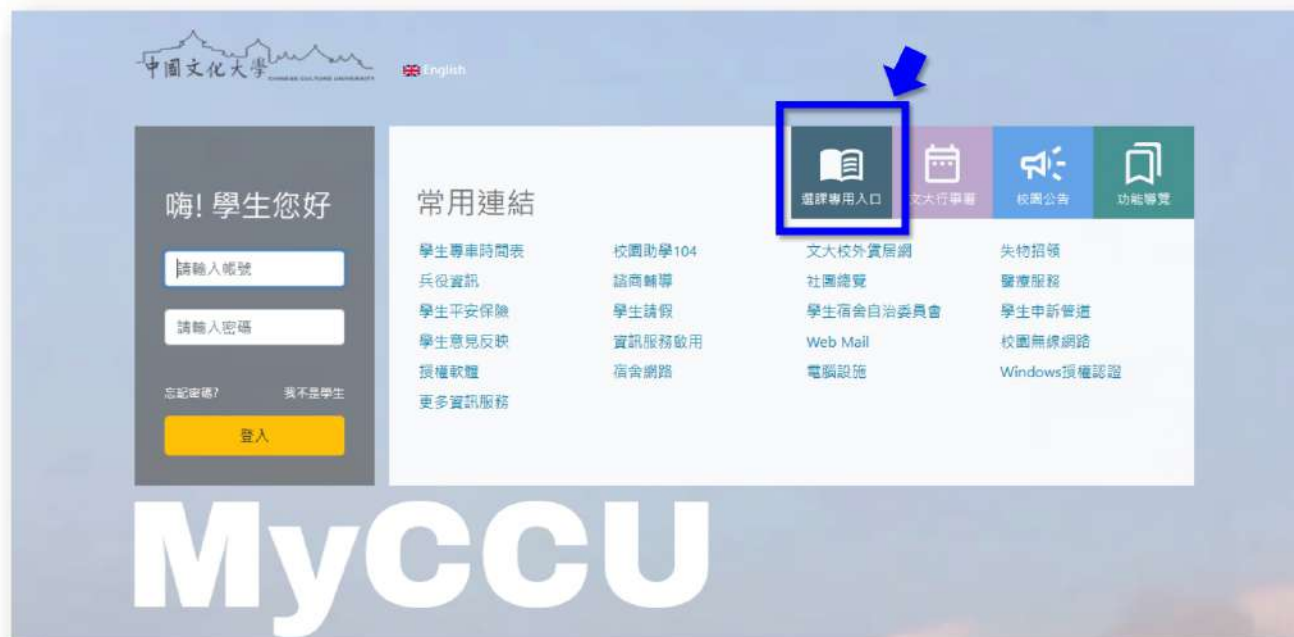 中國文化大學
CHINESE CULTURE UNIVERSITY
English
嗨! 學生您好
請輸入帳號
請輸入密碼
忘記密碼?
我不是學生
登入
常用連結
選課專用入口
文大行事曆
校園公告
功能導覽
學生專車時間表
校園助學104
文大校外賃居網
失物招領
兵役資訊
諮商輔導
社團總覽
醫療服務
學生平安保險
學生請假
學生宿舍自治委員會
學生申訴管道
學生意見反映
資訊服務啟用
Web Mail
校園無線網路
授權軟體
宿舍網路
電腦設施
Windows授權認證
更多資訊服務
MyCCU